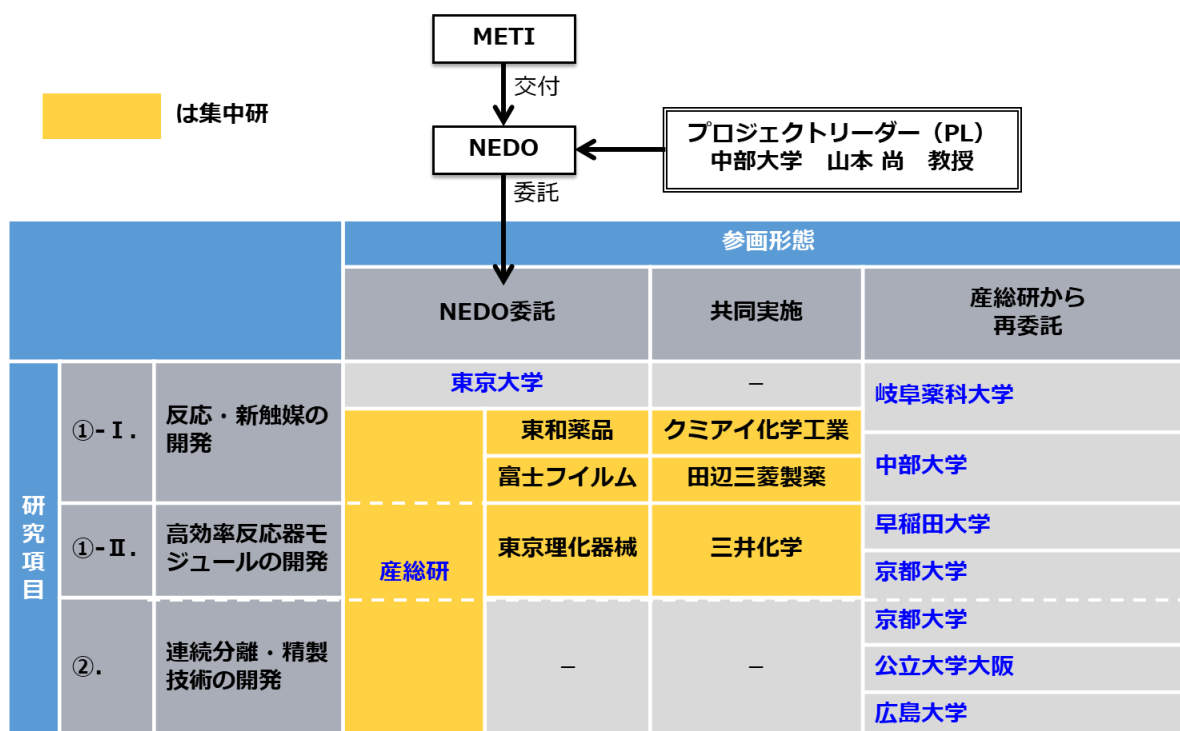 METI
交付
は集中研
NEDO
プロジェクトリーダー（PL）
中部大学　山本 尚　教授
委託
参画形態
NEDO委託
共同実施
産総研から
再委託
研究項目
①-Ⅰ.
反応・新触媒の
開発
東京大学
－
岐阜薬科大学
東和薬品
クミアイ化学工業
富士フイルム
田辺三菱製薬
中部大学
①-Ⅱ.
高効率反応器モ
ジュールの開発
産総研
東京理化器械
三井化学
早稲田大学
京都大学
②.
連続分離・精製
技術の開発
－
－
京都大学
公立大学大阪
広島大学